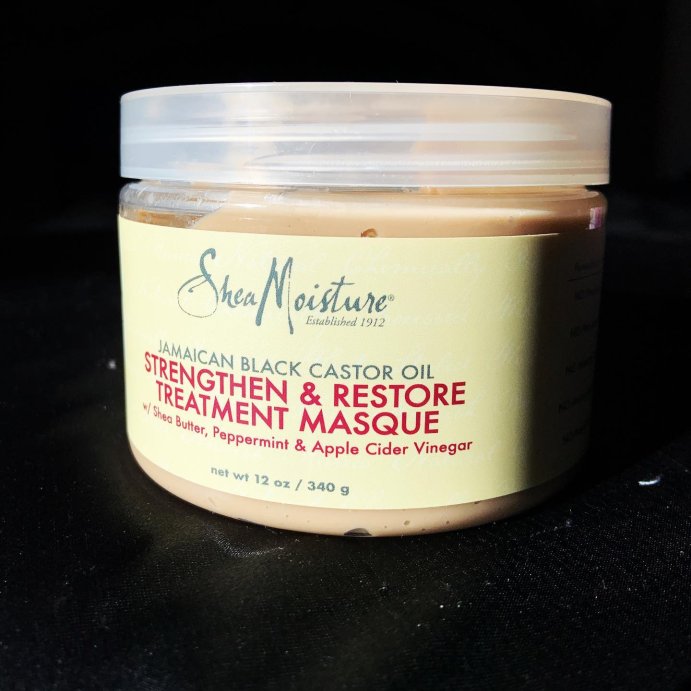 SheaMoisture®
Established 1912
JAMAICAN BLACK CASTOR OIL
STRENGTHEN & RESTORE
TREATMENT MASQUE
w/ Shea Butter, Peppermint & Apple Cider Vinegar
net wt 12 oz / 340 g